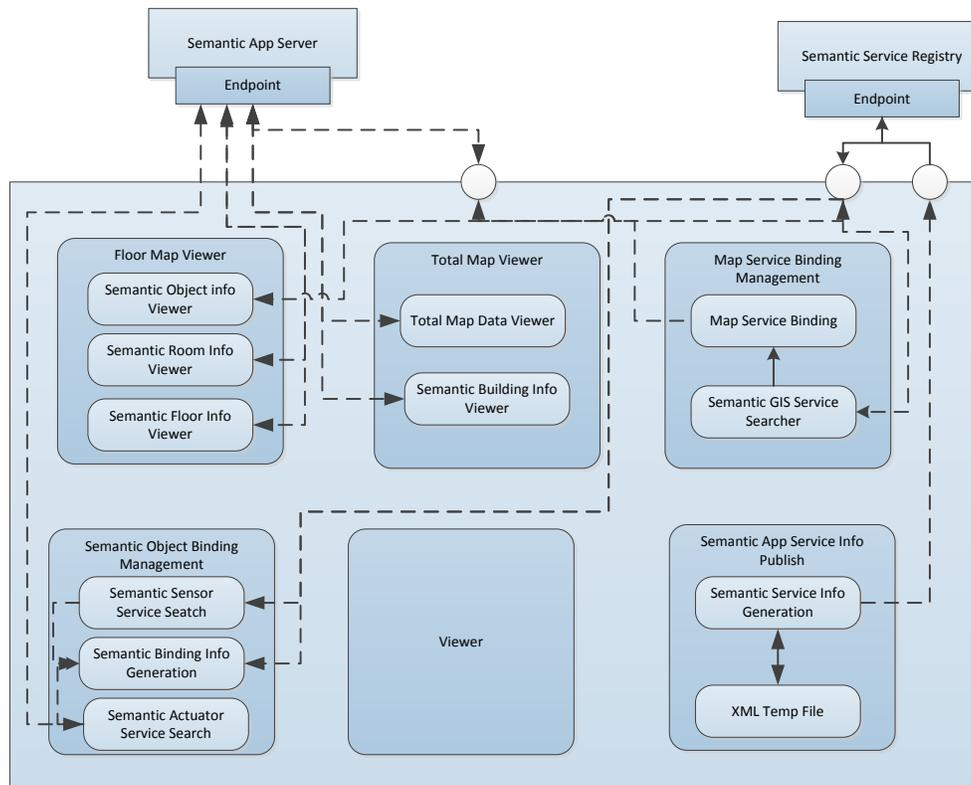 Semantic App Server
Endpoint
Semantic Service Registry
Endpoint
Floor Map Viewer
Semantic Object info
Viewer
Semantic Room Info
Viewer
Semantic Floor Info
Viewer
Total Map Viewer
Total Map Data Viewer
Semantic Building Info
Viewer
Map Service Binding
Management
Map Service Binding
Semantic GIS Service
Searcher
Semantic Object Binding
Management
Semantic Sensor
Service Seatch
Semantic Binding Info
Generation
Semantic Actuator
Service Search
Viewer
Semantic App Service Info
Publish
Semantic Service Info
Generation
XML Temp File